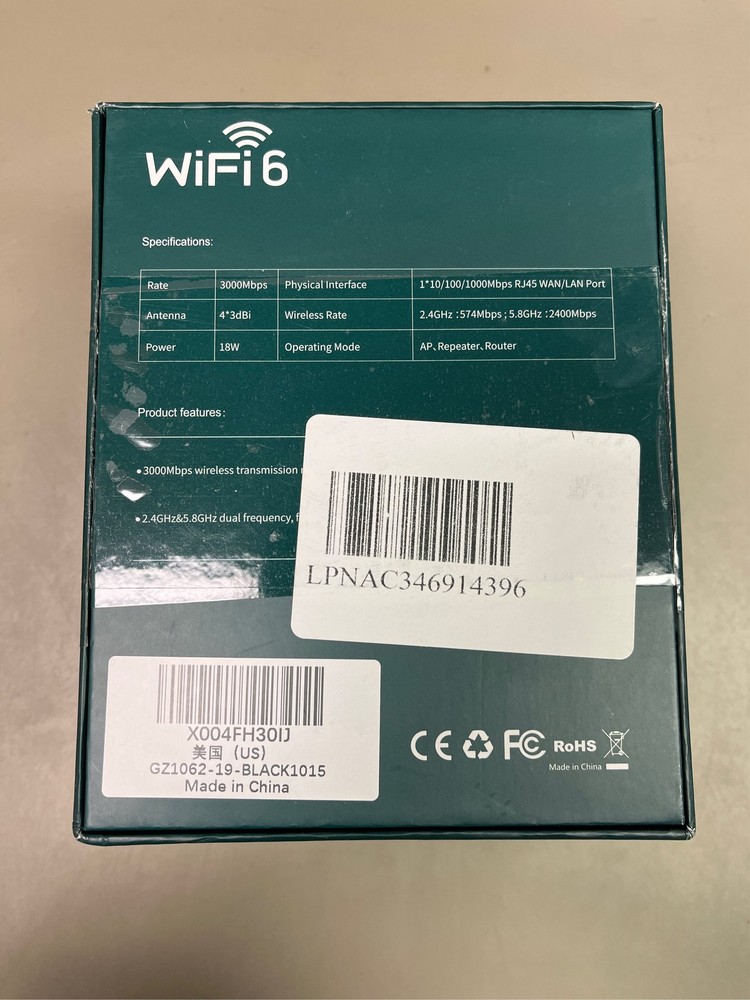 WiFi 6
Specifications:
Rate 3000Mbps Physical Interface 1*10/100/1000Mbps RJ45 WAN/LAN Port
Antenna 4*3dBi Wireless Rate 2.4GHz :574Mbps ; 5.8GHz :2400Mbps
Power 18W Operating Mode AP、Repeater、Router
Product features:
•3000Mbps wireless transmission
•2.4GHz&5.8GHz dual frequency,
LPNAC346914396
X004FH30IJ
美国 (US)
GZ1062-19-BLACK1015
Made in China
CE FC RoHS
Made in China